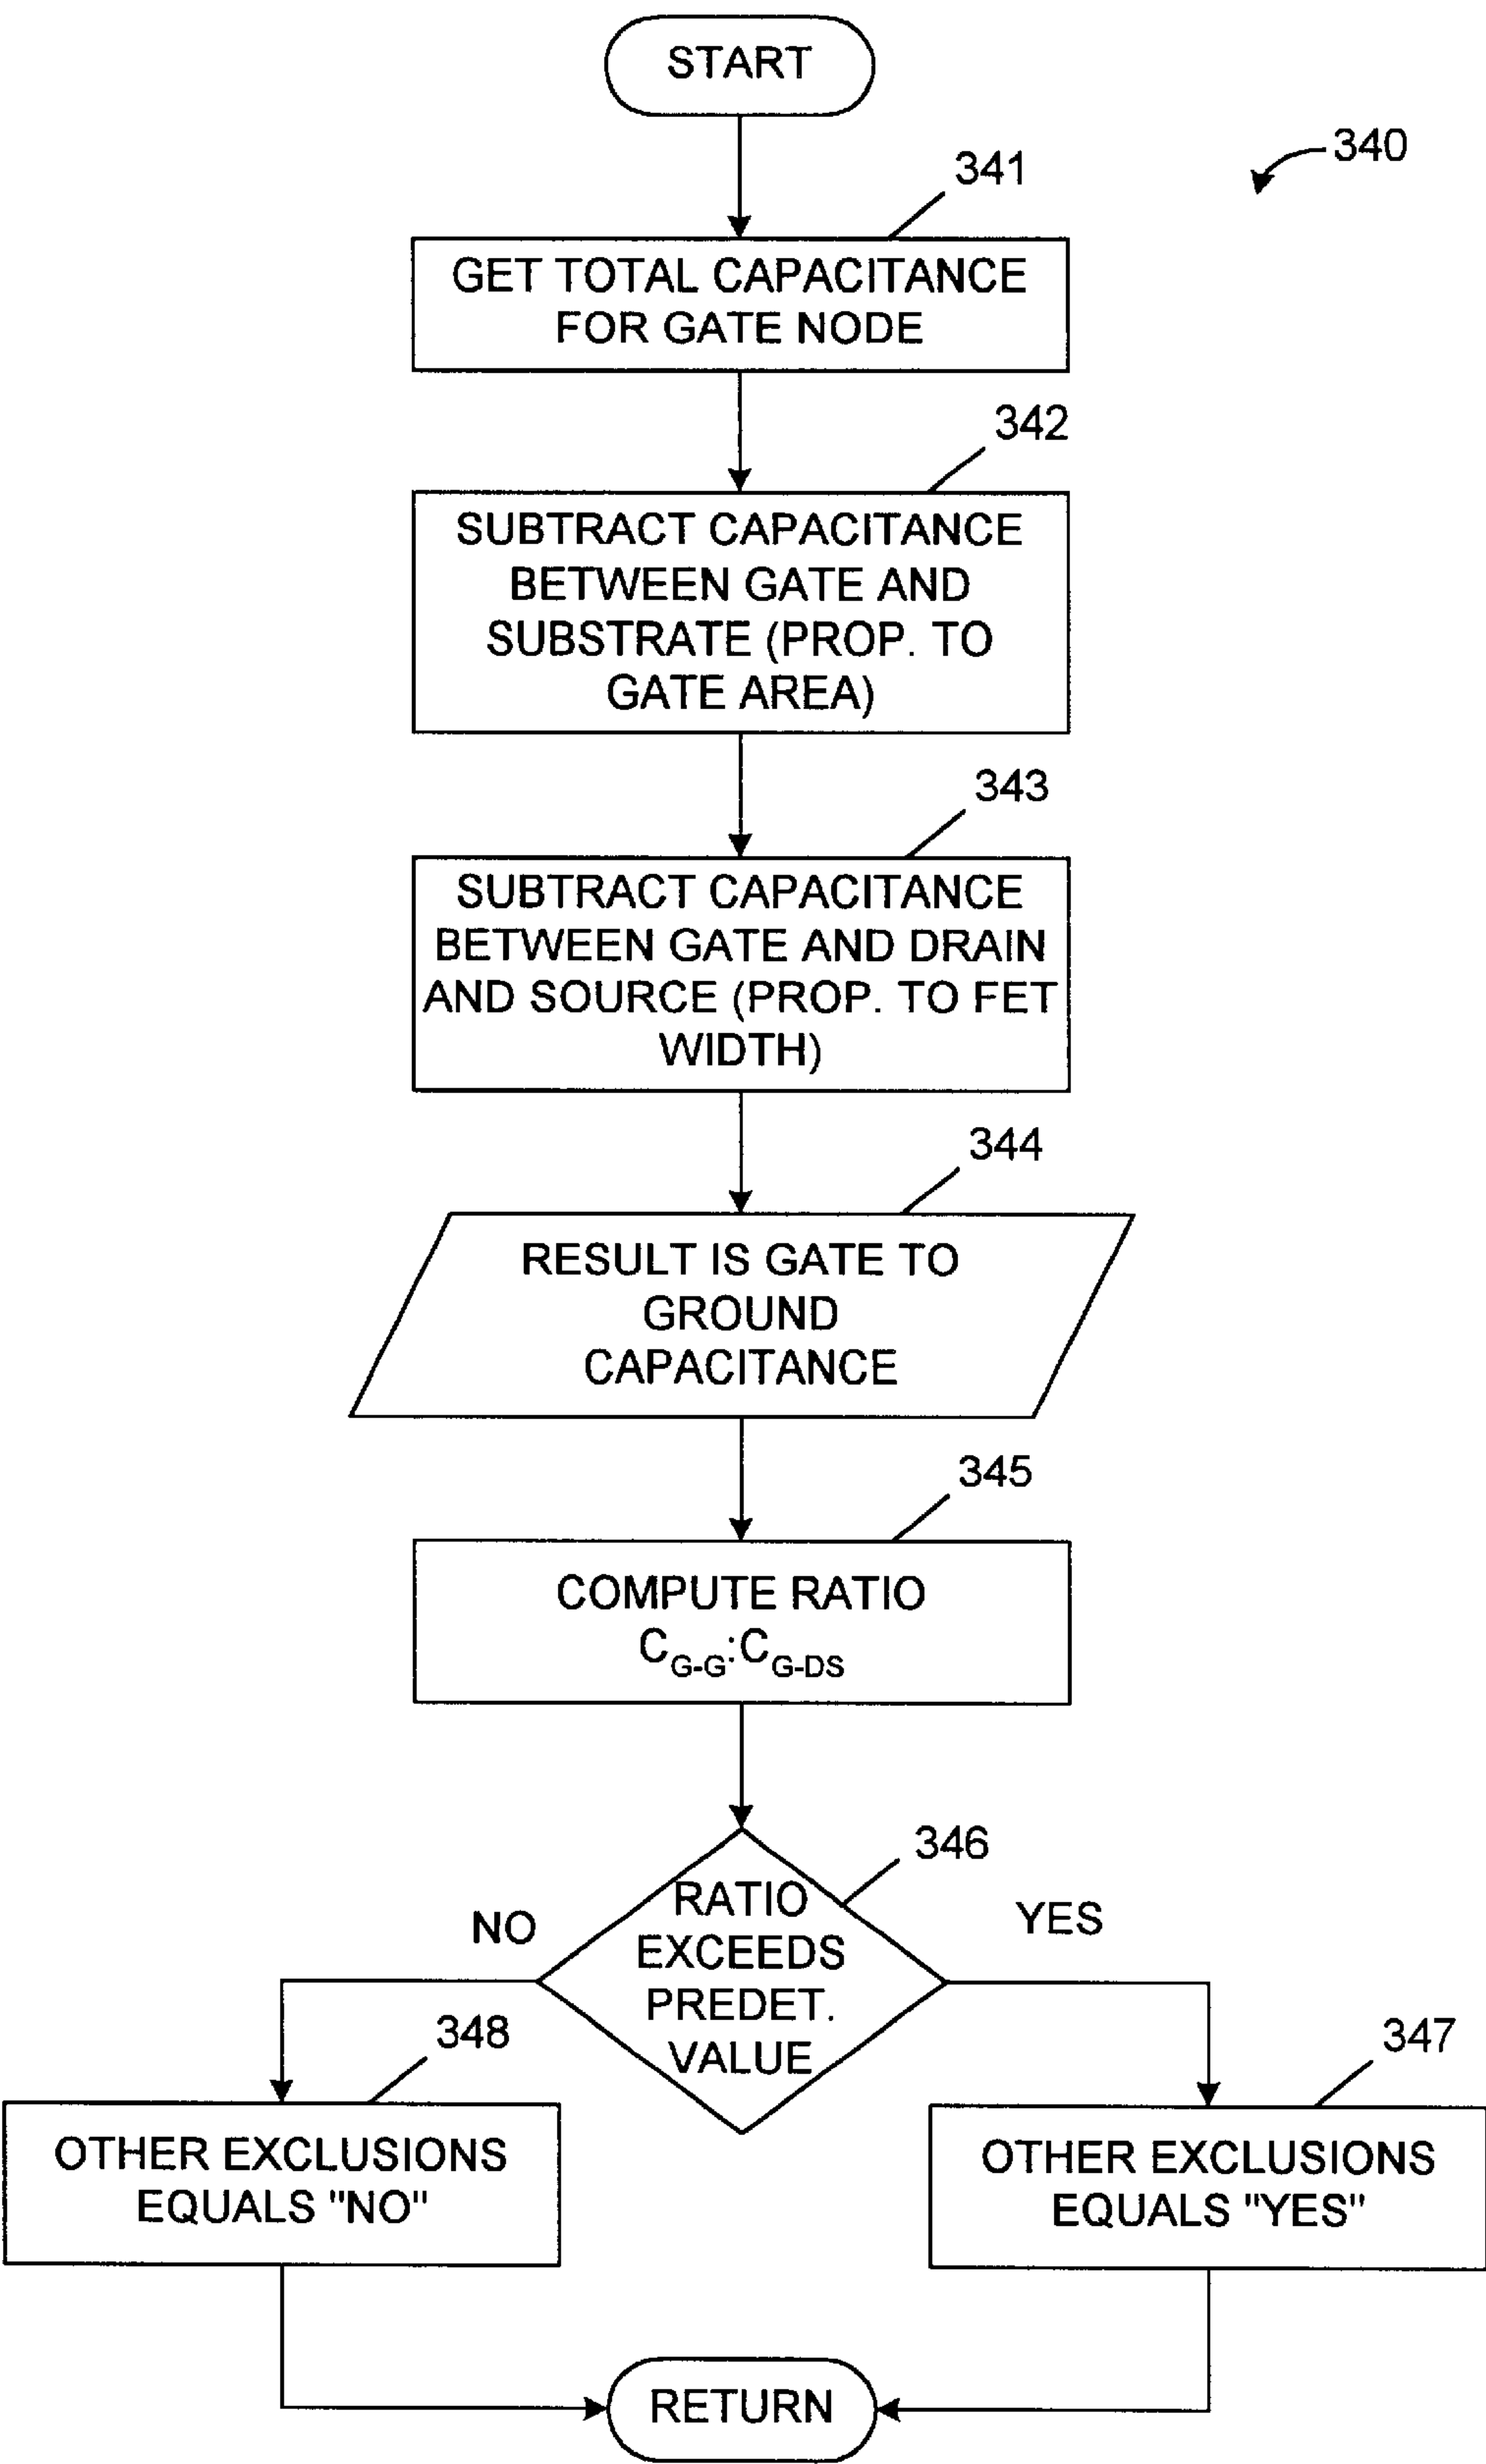 START
340
341
GET TOTAL CAPACITANCE
FOR GATE NODE
342
SUBTRACT CAPACITANCE
BETWEEN GATE AND
SUBSTRATE (PROP. TO
GATE AREA)
343
SUBTRACT CAPACITANCE
BETWEEN GATE AND DRAIN
AND SOURCE (PROP. TO FET
WIDTH)
344
RESULT IS GATE TO
GROUND
CAPACITANCE
345
COMPUTE RATIO
C_G-G:C_G-DS
346
RATIO
EXCEEDS
PREDET.
VALUE
NO
YES
348
OTHER EXCLUSIONS
EQUALS "NO"
347
OTHER EXCLUSIONS
EQUALS "YES"
RETURN